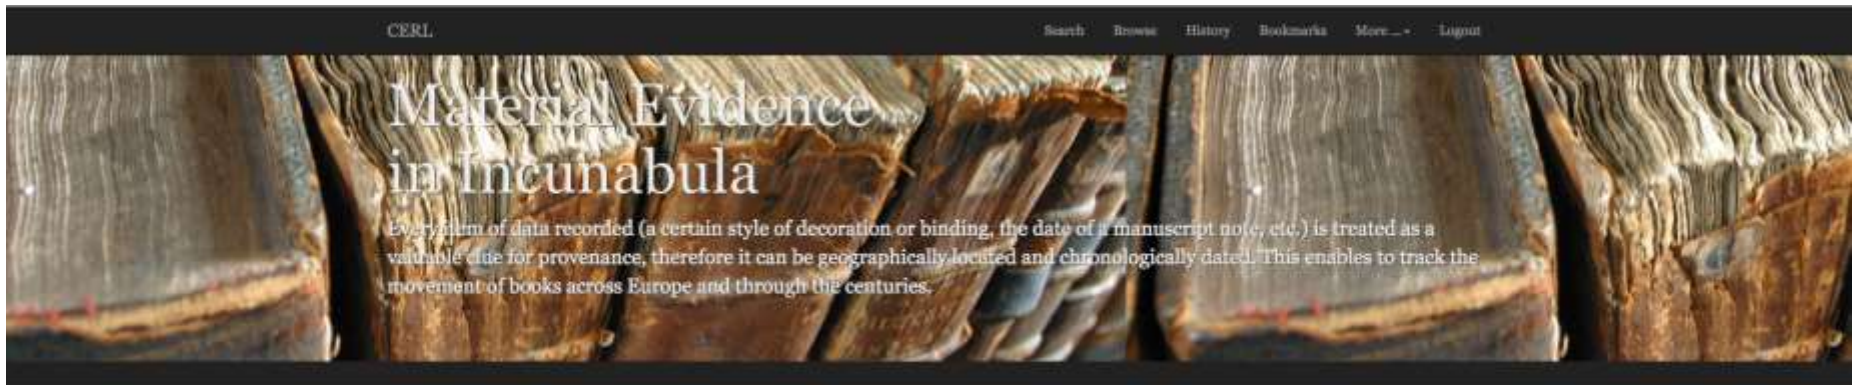 CERL
Search Browse History Bookmarks More ... Logout
Material Evidence
in Incunabula
Every item of data recorded (a certain style of decoration or binding, the date of a manuscript note, etc.) is treated as a
valuable clue for provenance, therefore it can be geographically located and chronologically dated. This enables to track the
movement of books across Europe and through the centuries.